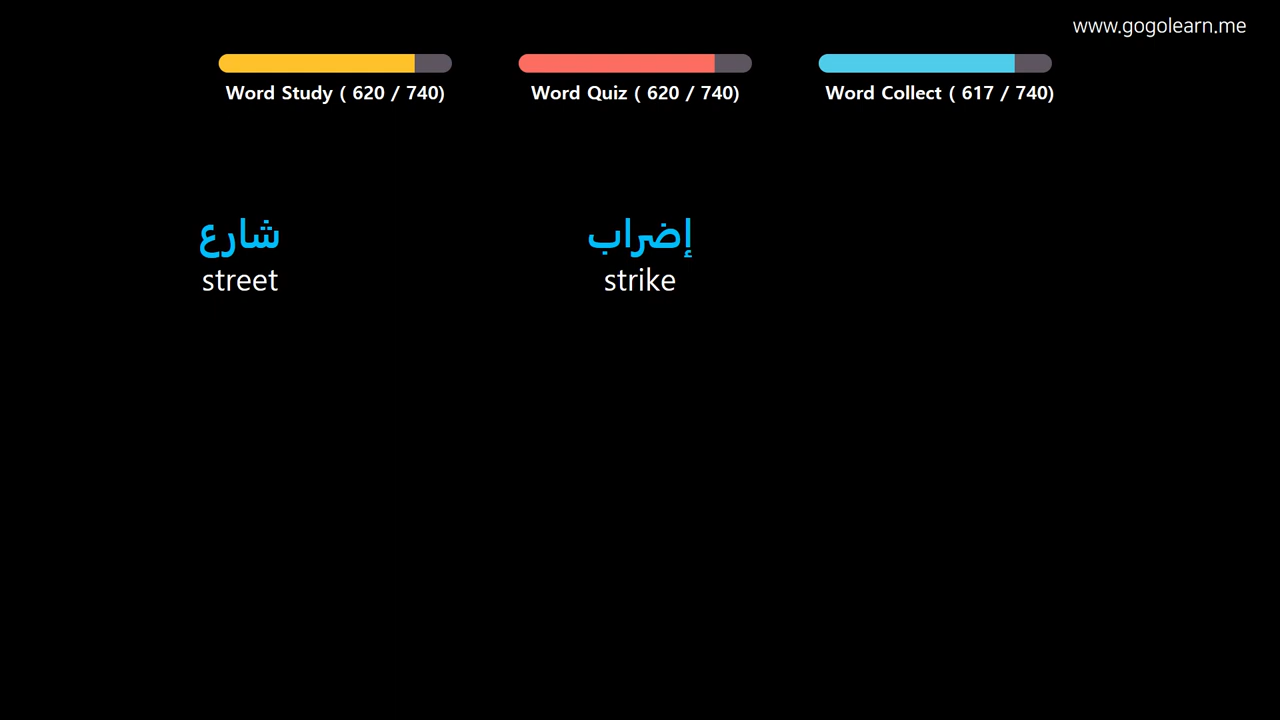 www.gogolearn.me
Word Study ( 620 / 740)
Word Quiz ( 620 / 740)
Word Collect ( 617 / 740)
شارع
street
إضراب
strike